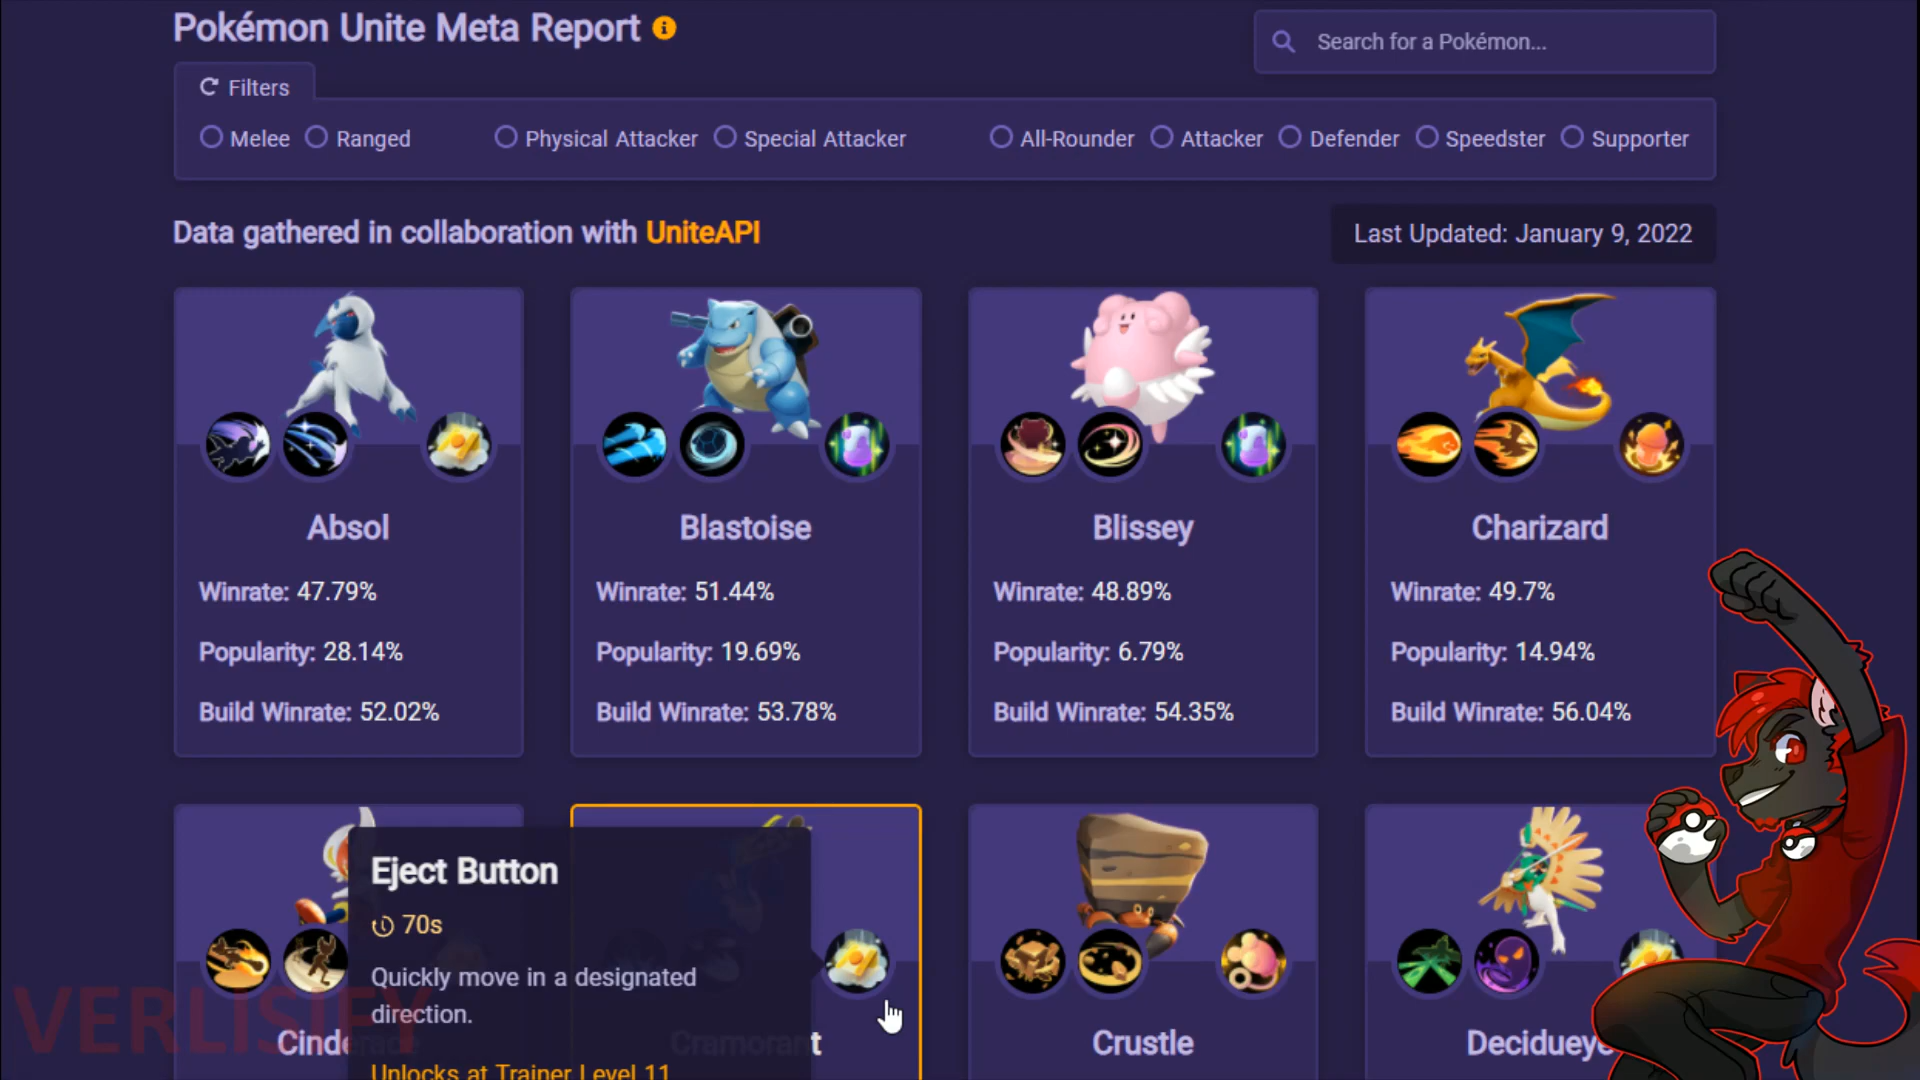 Pokémon Unite Meta Report
Search for a Pokémon...
Filters
Melee Ranged Physical Attacker Special Attacker All-Rounder Attacker Defender Speedster Supporter
Data gathered in collaboration with UniteAPI
Last Updated: January 9, 2022
Absol
Winrate: 47.79%
Popularity: 28.14%
Build Winrate: 52.02%
Blastoise
Winrate: 51.44%
Popularity: 19.69%
Build Winrate: 53.78%
Blissey
Winrate: 48.89%
Popularity: 6.79%
Build Winrate: 54.35%
Charizard
Winrate: 49.7%
Popularity: 14.94%
Build Winrate: 56.04%
Eject Button
70s
Quickly move in a designated
direction.
Unlocks at Trainer Level 11
Cinderace
Cramorant
Crustle
Decidueye
VERLISIFY